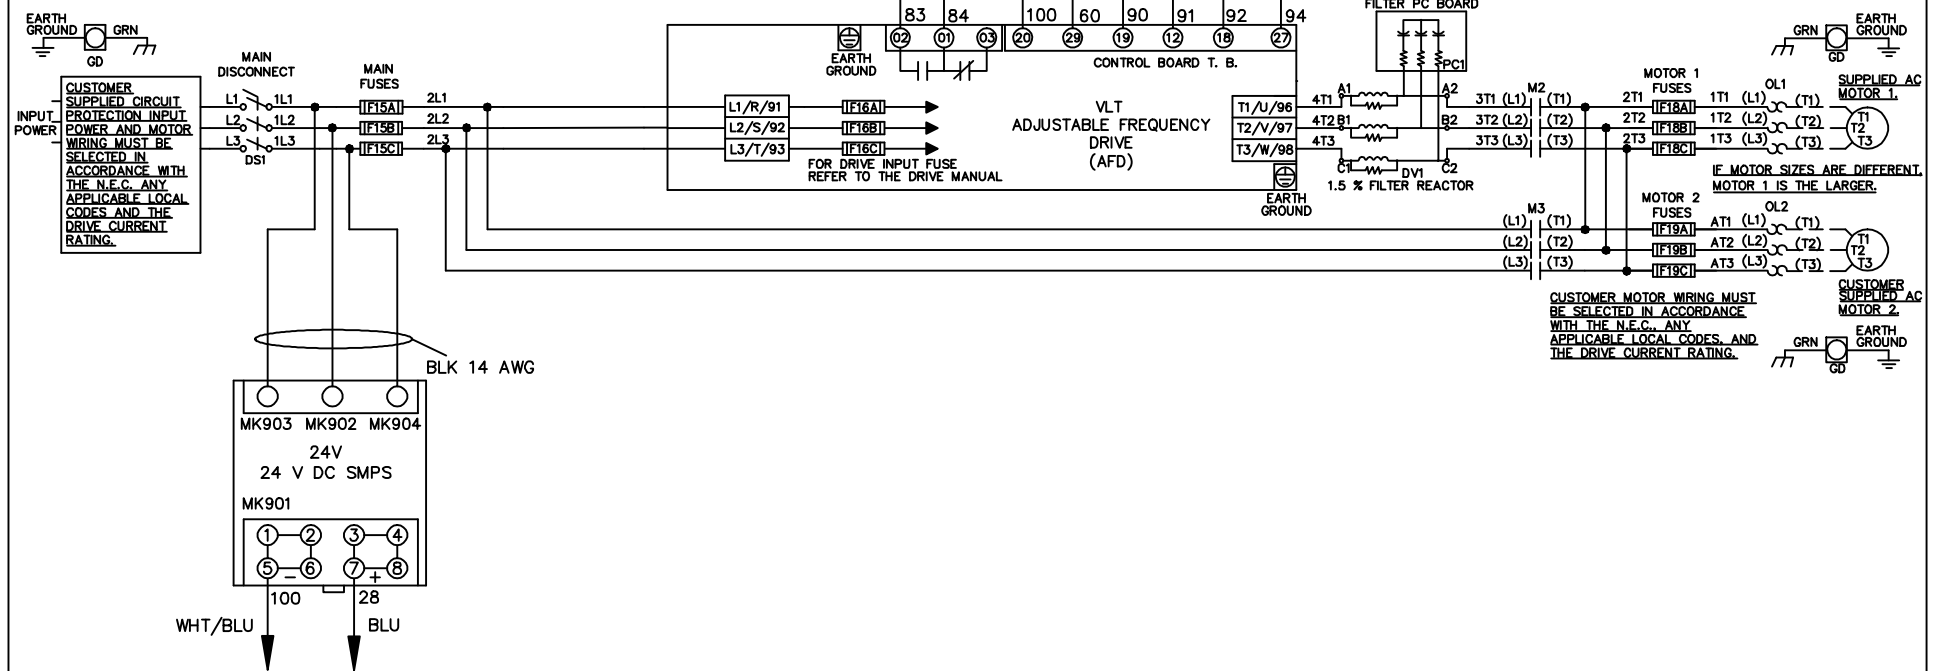 83 84 100 60 90 91 92 94
FILTER PC BOARD
EARTH
GROUND
GRN
GD
02 01 03 20 29 19 12 18 27
EARTH
GROUND
CONTROL BOARD T. B.
PC1
GRN
EARTH
GROUND
GD
INPUT
POWER
CUSTOMER
SUPPLIED CIRCUIT
PROTECTION INPUT
POWER AND MOTOR
WIRING MUST BE
SELECTED IN
ACCORDANCE WITH
THE N.E.C. ANY
APPLICABLE LOCAL
CODES AND THE
DRIVE CURRENT
RATING.
MAIN
DISCONNECT
L1 1L1
L2 1L2
L3 1L3
DS1
MAIN
FUSES
F15A
F15B
F15C
2L1
2L2
2L3
L1/R/91
L2/S/92
L3/T/93
F16A
F16B
F16C
FOR DRIVE INPUT FUSE
REFER TO THE DRIVE MANUAL
VLT
ADJUSTABLE FREQUENCY
DRIVE
(AFD)
T1/U/96
T2/V/97
T3/W/98
EARTH
GROUND
4T1 A1 A2
4T2 B1 B2
4T3 C1 C2
DV1
1.5 % FILTER REACTOR
M2
3T1 (L1) (T1)
3T2 (L2) (T2)
3T3 (L3) (T3)
MOTOR 1
FUSES
2T1 F18A 1T1 (L1) (T1)
2T2 F18B 1T2 (L2) (T2)
2T3 F18C 1T3 (L3) (T3)
OL1
T1
T2
T3
SUPPLIED AC
MOTOR 1.
IF MOTOR SIZES ARE DIFFERENT,
MOTOR 1 IS THE LARGER.
M3
(L1) (T1)
(L2) (T2)
(L3) (T3)
MOTOR 2
FUSES
F19A AT1 (L1) (T1)
F19B AT2 (L2) (T2)
F19C AT3 (L3) (T3)
OL2
T1
T2
T3
CUSTOMER
SUPPLIED AC
MOTOR 2.
CUSTOMER MOTOR WIRING MUST
BE SELECTED IN ACCORDANCE
WITH THE N.E.C., ANY
APPLICABLE LOCAL CODES, AND
THE DRIVE CURRENT RATING.
GRN
EARTH
GROUND
GD
BLK 14 AWG
MK903 MK902 MK904
24V
24 V DC SMPS
MK901
1 2 3 4
5 6 7 8
− +
100 28
WHT/BLU BLU